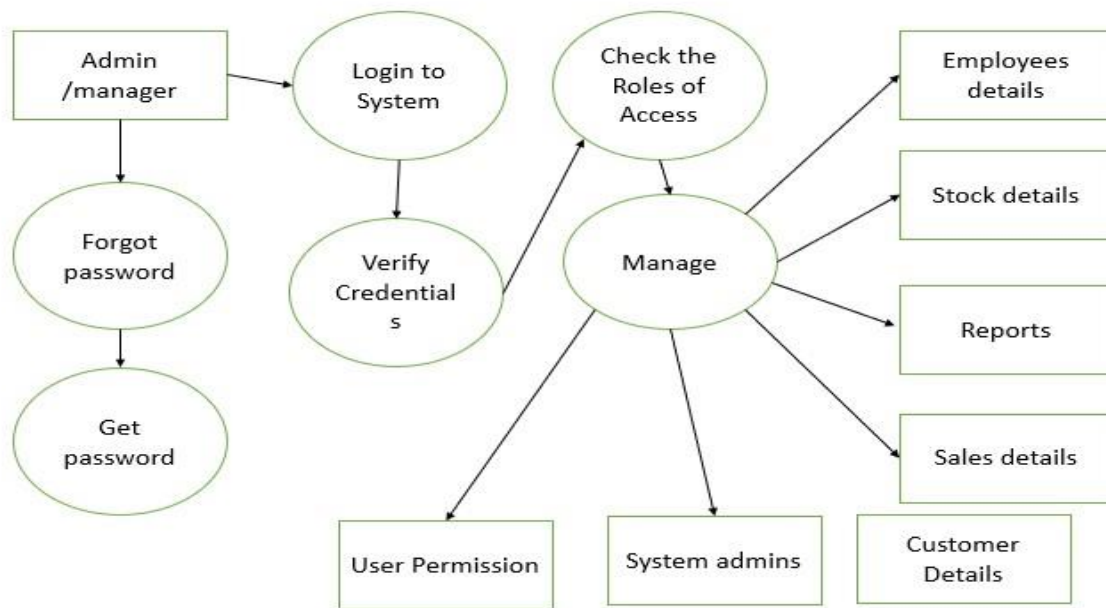 Admin
/manager
Login to
System
Check the
Roles of
Access
Employees
details
Stock details
Forgot
password
Verify
Credential
s
Manage
Reports
Get
password
Sales details
User Permission
System admins
Customer
Details